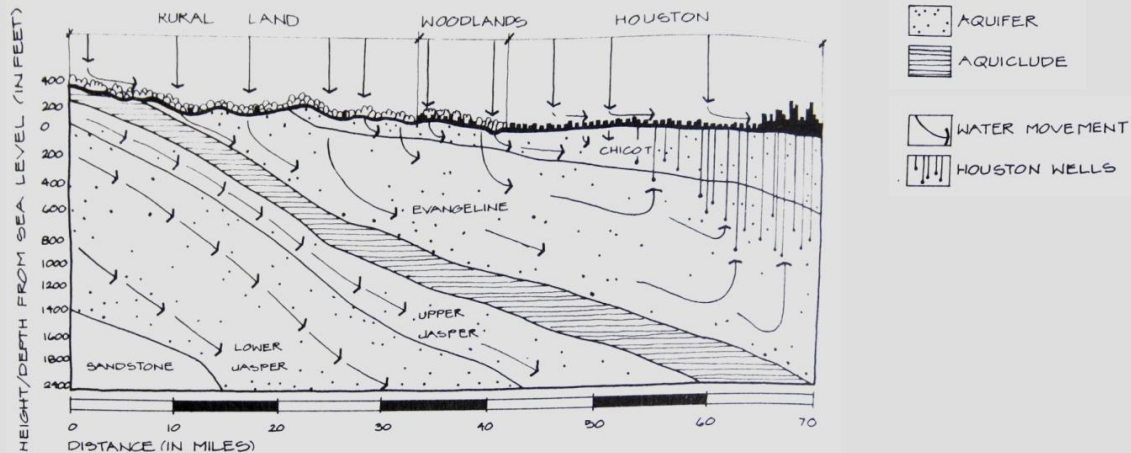 RURAL LAND WOODLANDS HOUSTON
HEIGHT/DEPTH FROM SEA LEVEL (IN FEET)
400
200
0
200
400
600
800
1000
1200
1400
1600
1800
2400
CHICOT
EVANGELINE
UPPER
JASPER
LOWER
JASPER
SANDSTONE
0 10 20 30 40 50 60 70
DISTANCE (IN MILES)
AQUIFER
AQUICLUDE
WATER MOVEMENT
HOUSTON WELLS